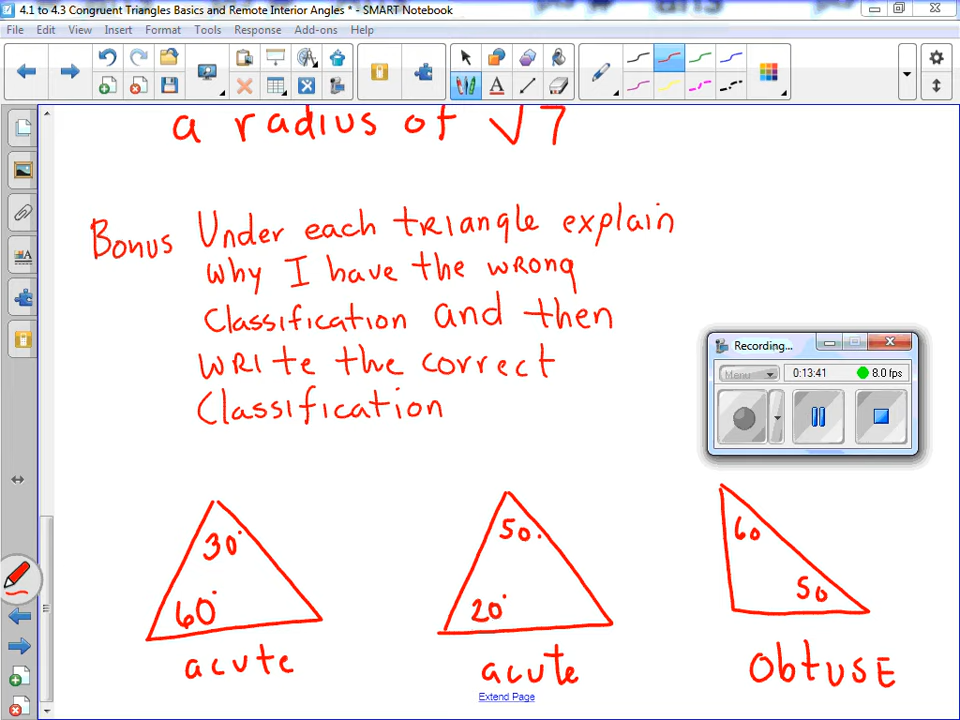 4.1 to 4.3 Congruent Triangles Basics and Remote Interior Angles * - SMART Notebook
File Edit View Insert Format Tools Response Add-ons Help
a radius of √7
Bonus Under each triangle explain
why I have the wrong
classification and then
write the correct
Classification
Recording...
Menu 0:13:41 8.0 fps
30° 50. 60
60° 20° 50
acute acute Obtuse
Extend Page